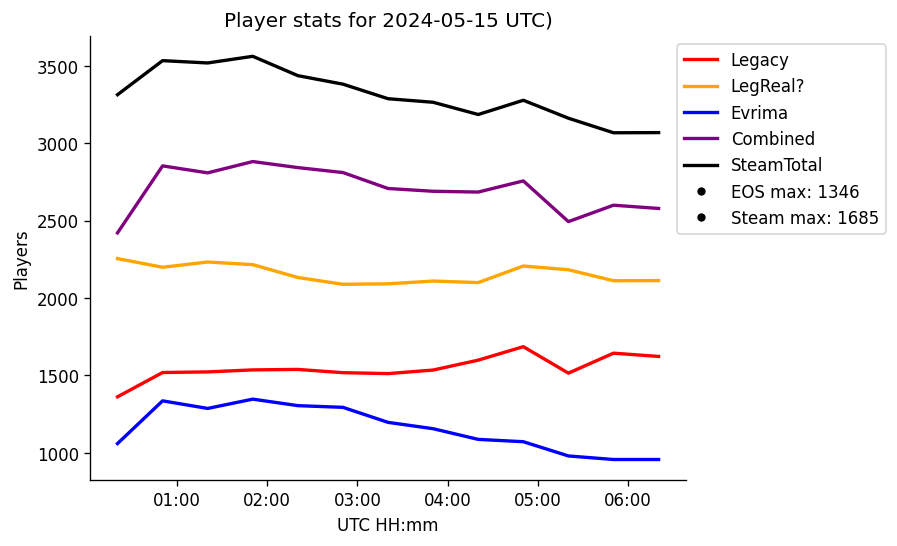 Player stats for 2024-05-15 UTC)
Legacy
LegReal?
Evrima
Combined
SteamTotal
EOS max: 1346
Steam max: 1685
Players
3500
3000
2500
2000
1500
1000
01:00
02:00
03:00
04:00
05:00
06:00
UTC HH:mm